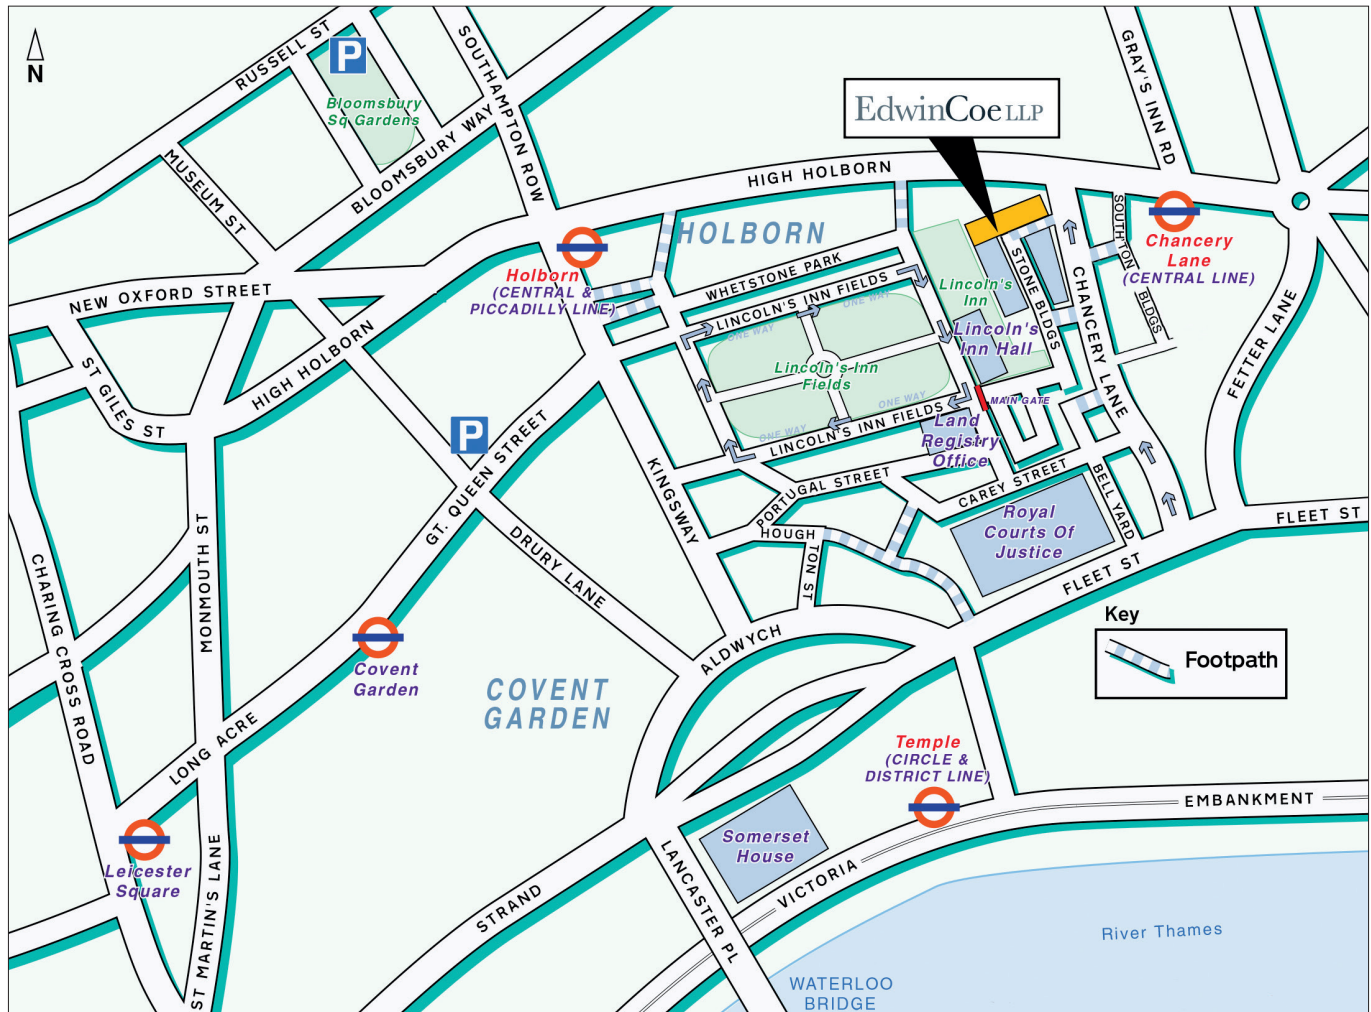 N
RUSSELL ST
P
Bloomsbury
Sq Gardens
SOUTHAMPTON ROW
BLOOMSBURY WAY
MUSEUM ST
GRAY'S INN RD
EdwinCoe LLP
HIGH HOLBORN
HOLBORN
Holborn
(CENTRAL &
PICCADILLY LINE)
Chancery
Lane
(CENTRAL LINE)
SOUTH'TON
BLDGS
NEW OXFORD STREET
WHETSTONE PARK
LINCOLN'S INN FIELDS
ONE WAY
ONE WAY
Lincoln's
Inn
STONE BLDGS
Lincoln's
Inn Hall
CHANCERY LANE
FETTER LANE
ST GILES ST
HIGH HOLBORN
Lincoln's Inn
Fields
ONE WAY
ONE WAY
LINCOLN'S INN FIELDS
MAIN GATE
Land
Registry
Office
P
GT. QUEEN STREET
KINGSWAY
PORTUGAL STREET
CAREY STREET
BELL YARD
Royal
Courts Of
Justice
FLEET ST
FLEET ST
HOUGH
TON ST
DRURY LANE
CHARING CROSS ROAD
MONMOUTH ST
ALDWYCH
Key
Footpath
Covent
Garden
COVENT
GARDEN
LONG ACRE
Temple
(CIRCLE &
DISTRICT LINE)
EMBANKMENT
Somerset
House
VICTORIA
Leicester
Square
ST MARTIN'S LANE
STRAND
LANCASTER PL
River Thames
WATERLOO
BRIDGE